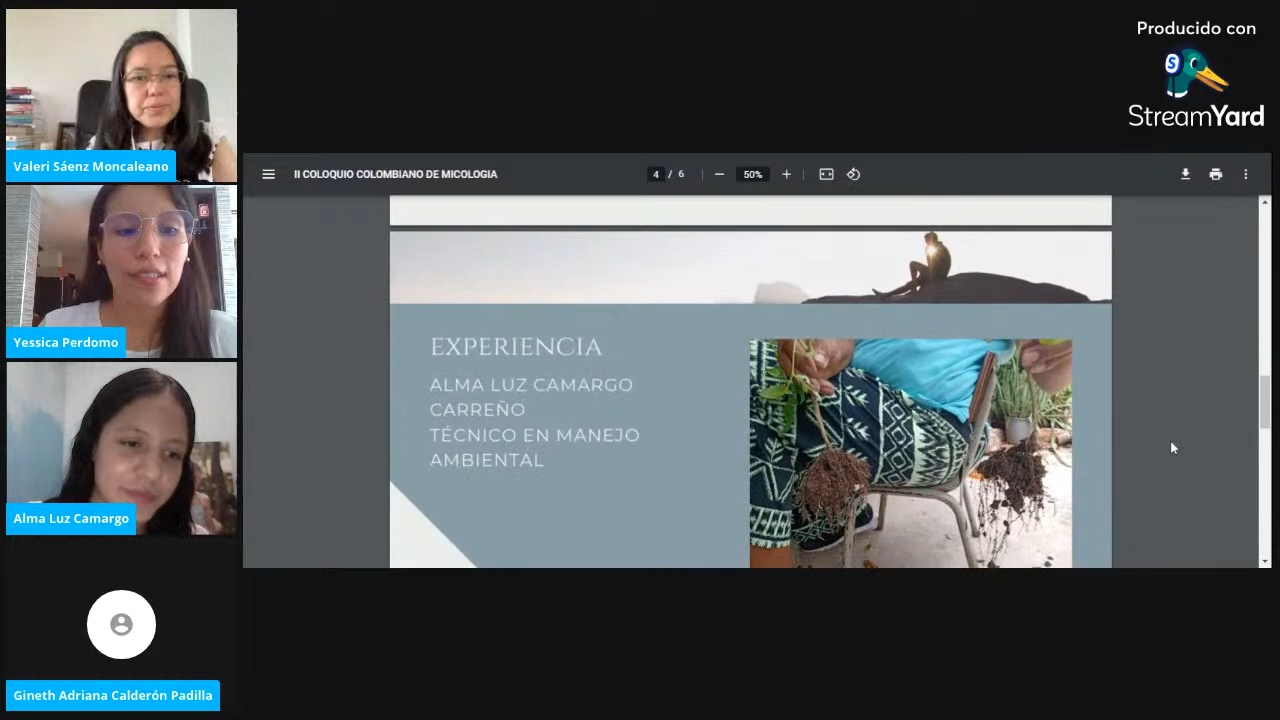 Producido con
StreamYard
Valeri Sáenz Moncaleano
Yessica Perdomo
Alma Luz Camargo
Gineth Adriana Calderón Padilla
II COLOQUIO COLOMBIANO DE MICOLOGIA
4 / 6
50%
EXPERIENCIA
ALMA LUZ CAMARGO
CARREÑO
TÉCNICO EN MANEJO
AMBIENTAL